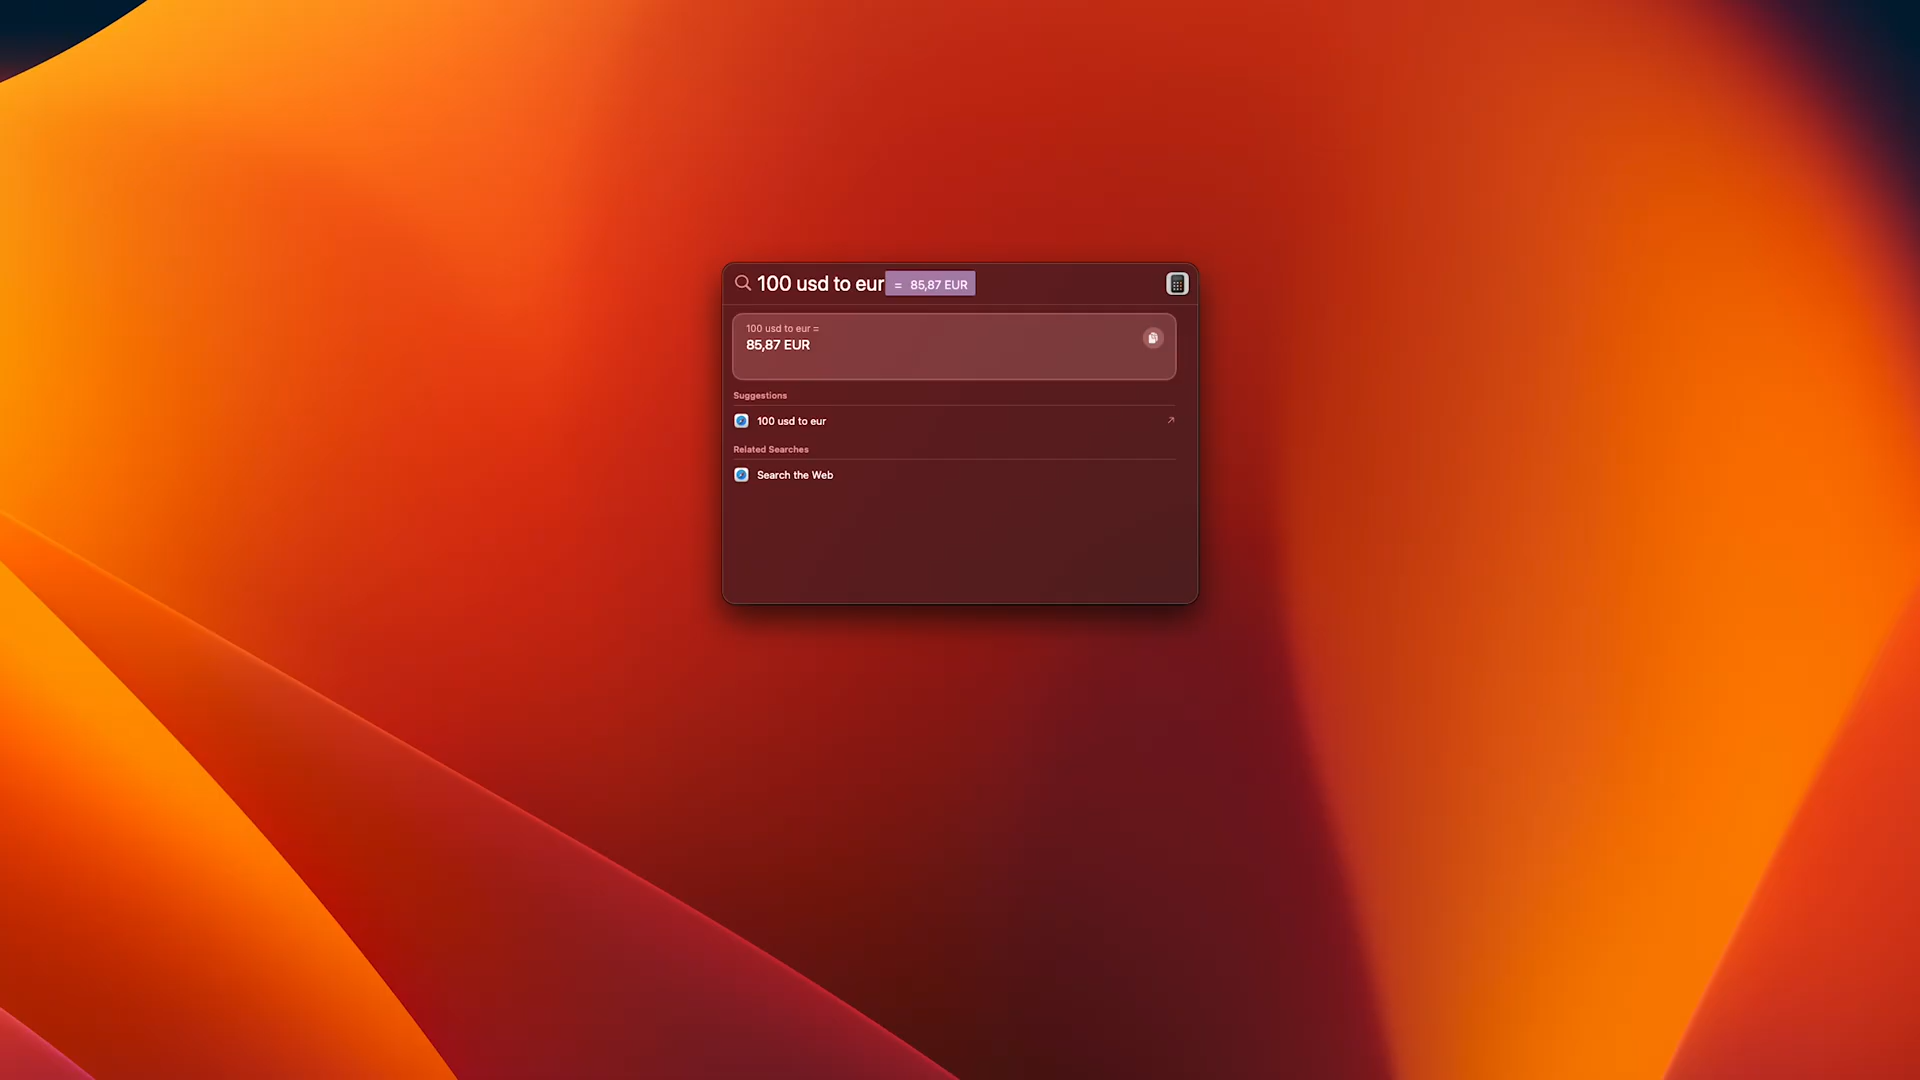 100 usd to eur = 85,87 EUR
100 usd to eur =
85,87 EUR
Suggestions
100 usd to eur
Related Searches
Search the Web